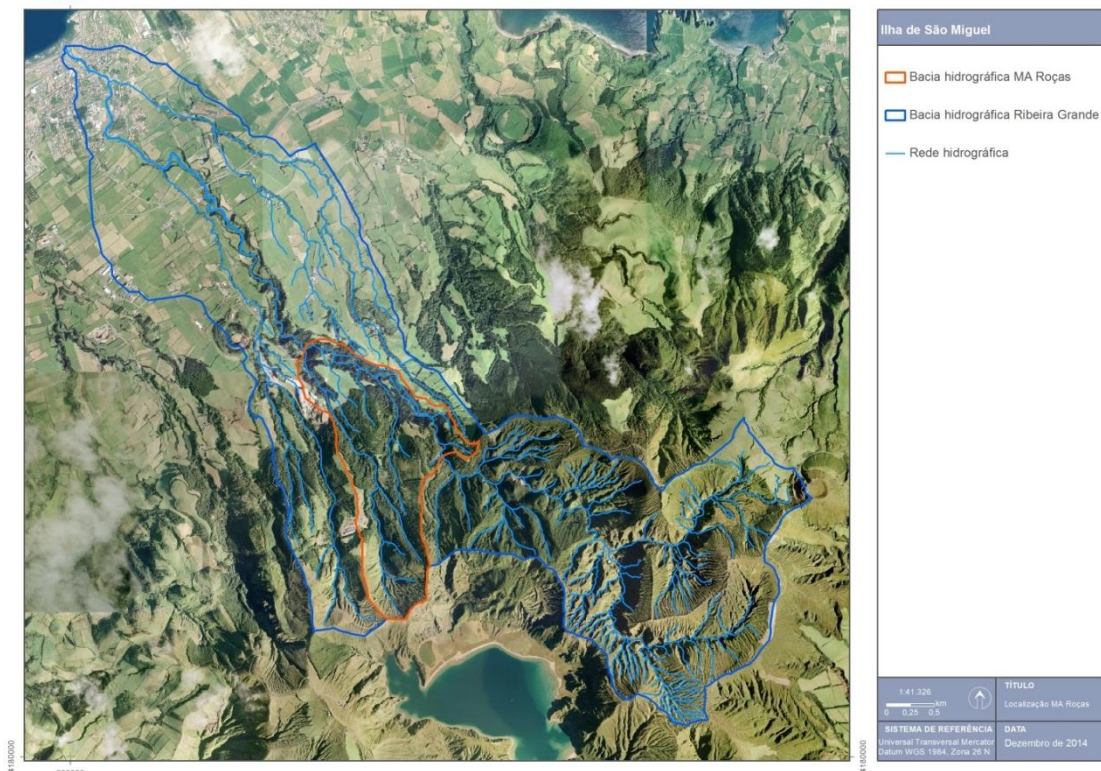 Ilha de São Miguel
Bacia hidrográfica MA Roças
Bacia hidrográfica Ribeira Grande
Rede hidrográfica
1:41.326
km
0 0,25 0,5
TÍTULO
Localização MA Roças
SISTEMA DE REFERÊNCIA
Universal Transversal Mercator
Datum WGS 1984, Zona 26 N
DATA
Dezembro de 2014
4180000
4180000